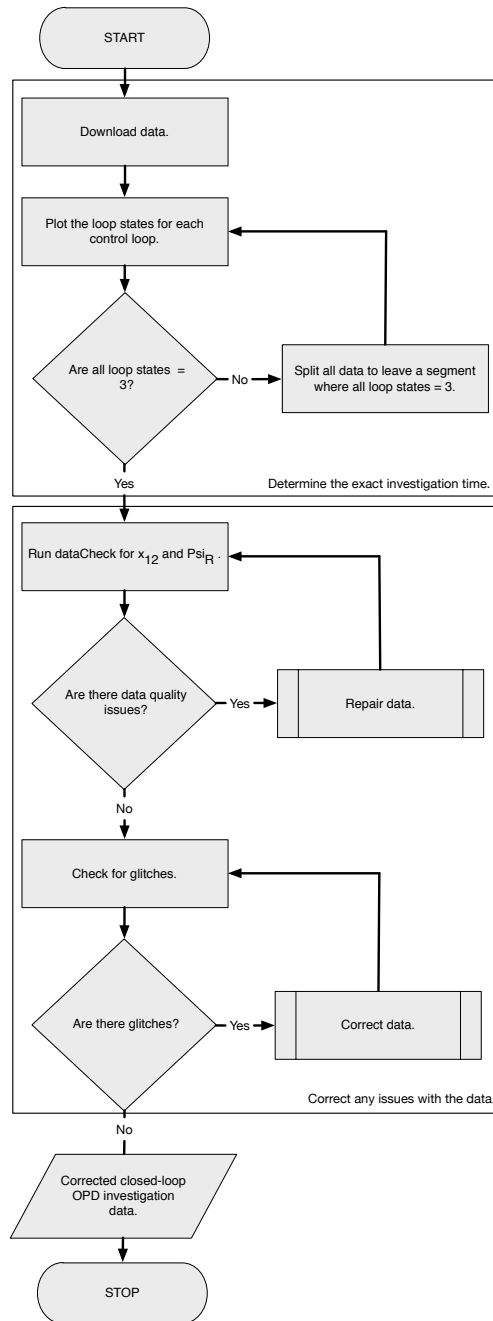 START
Download data.
Plot the loop states for each
control loop.
Are all loop states =
3?
No
Split all data to leave a segment
where all loop states = 3.
Yes
Determine the exact investigation time.
Run dataCheck for x12 and PsiR .
Are there data quality
issues?
Yes
Repair data.
No
Check for glitches.
Are there glitches?
Yes
Correct data.
Correct any issues with the data.
No
Corrected closed-loop
OPD investigation
data.
STOP